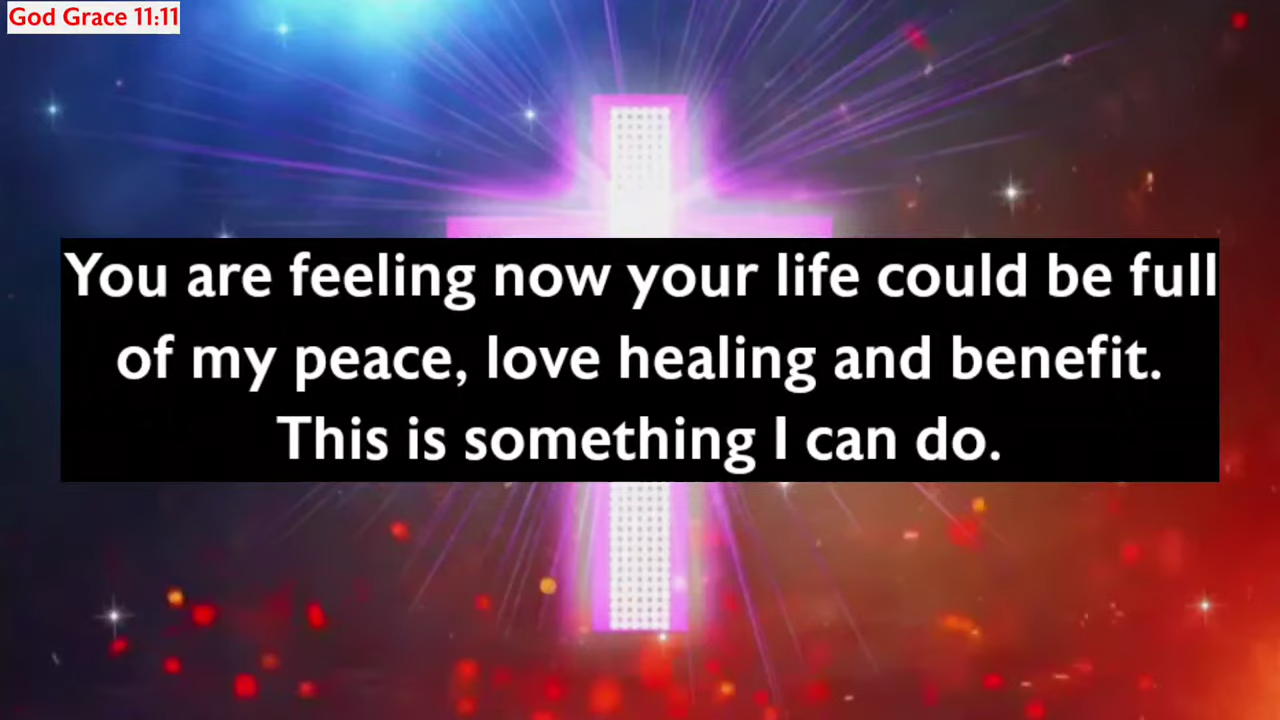 God Grace 11:11
You are feeling now your life could be full
of my peace, love healing and benefit.
This is something I can do.